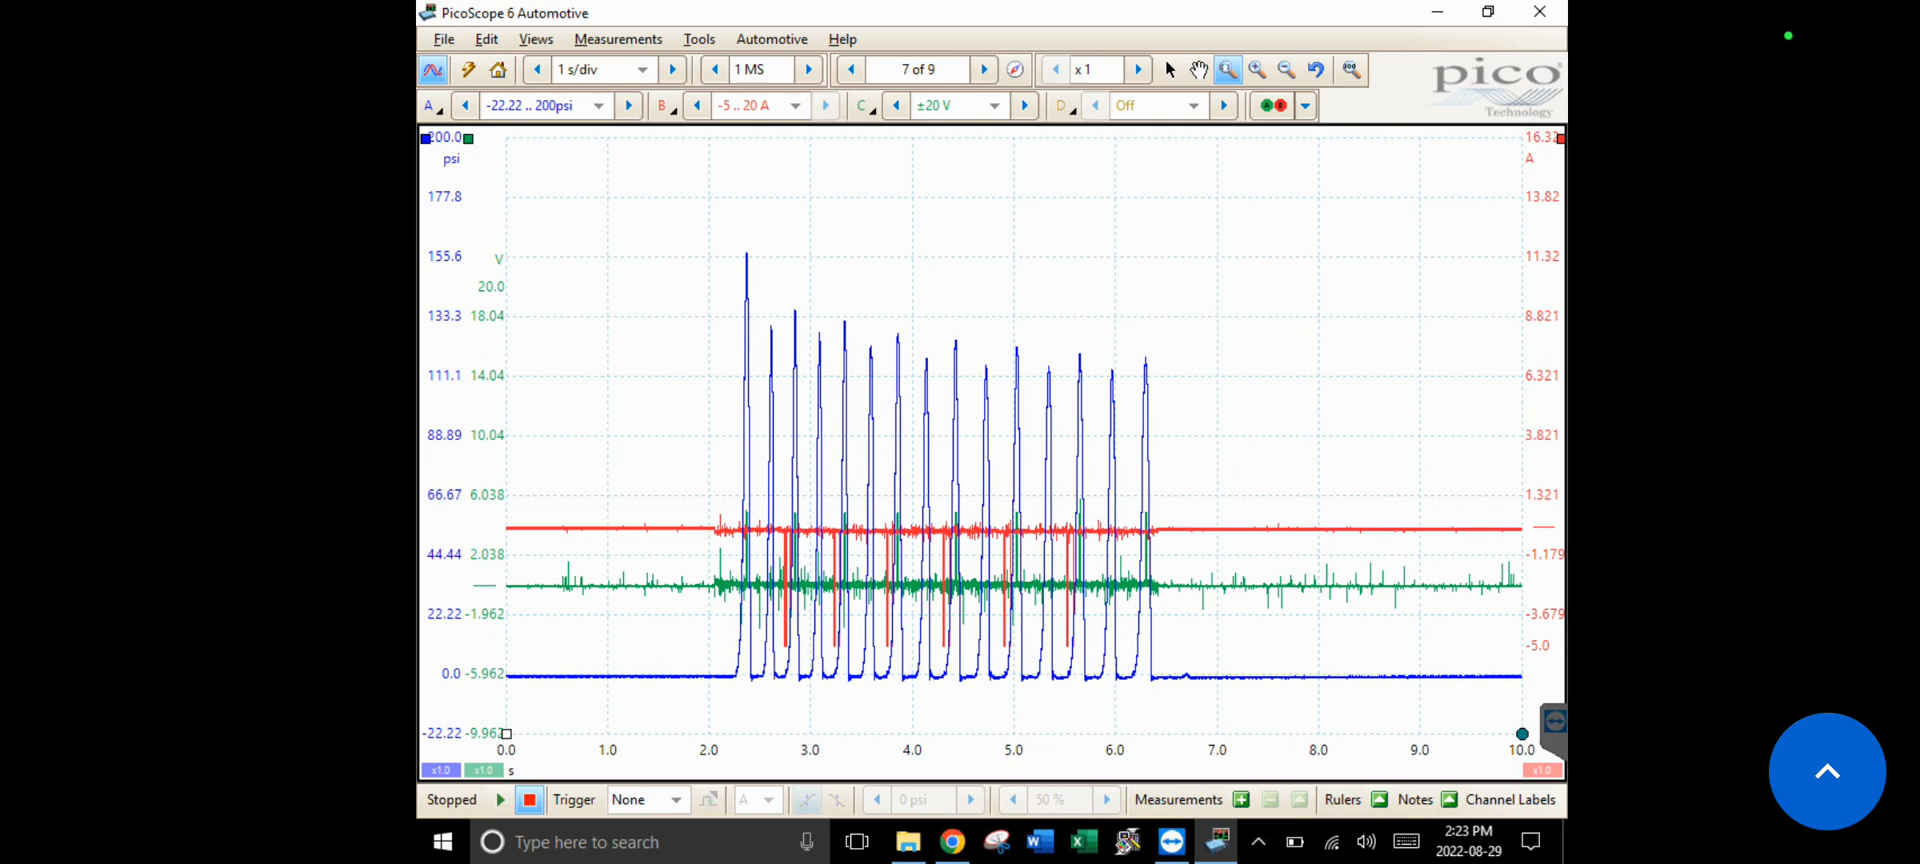 PicoScope 6 Automotive
File Edit Views Measurements Tools Automotive Help
1 s/div 1 MS 7 of 9 x 1
pico
Technology
A -22.22 .. 200psi B -5 .. 20 A C ±20 V D Off
200.0 16.32
psi A
177.8 13.82
155.6 11.32
V
20.0
133.3 18.04 8.821
111.1 14.04 6.321
88.89 10.04 3.821
66.67 6.038 1.321
44.44 2.038 -1.179
22.22 -1.962 -3.679
-5.0
0.0 -5.962
-22.22 -9.962
0.0 1.0 2.0 3.0 4.0 5.0 6.0 7.0 8.0 9.0 10.0
x1.0 x1.0 s x1.0
Stopped Trigger None A 0 psi 50 % Measurements Rulers Notes Channel Labels
Type here to search
2:23 PM
2022-08-29